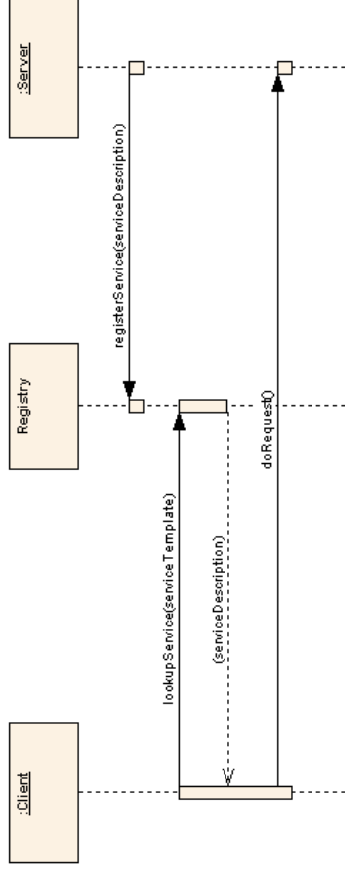 :Client
Registry
:Server
registerService(serviceDescription)
lookupService(serviceTemplate)
(serviceDescription)
doRequest()